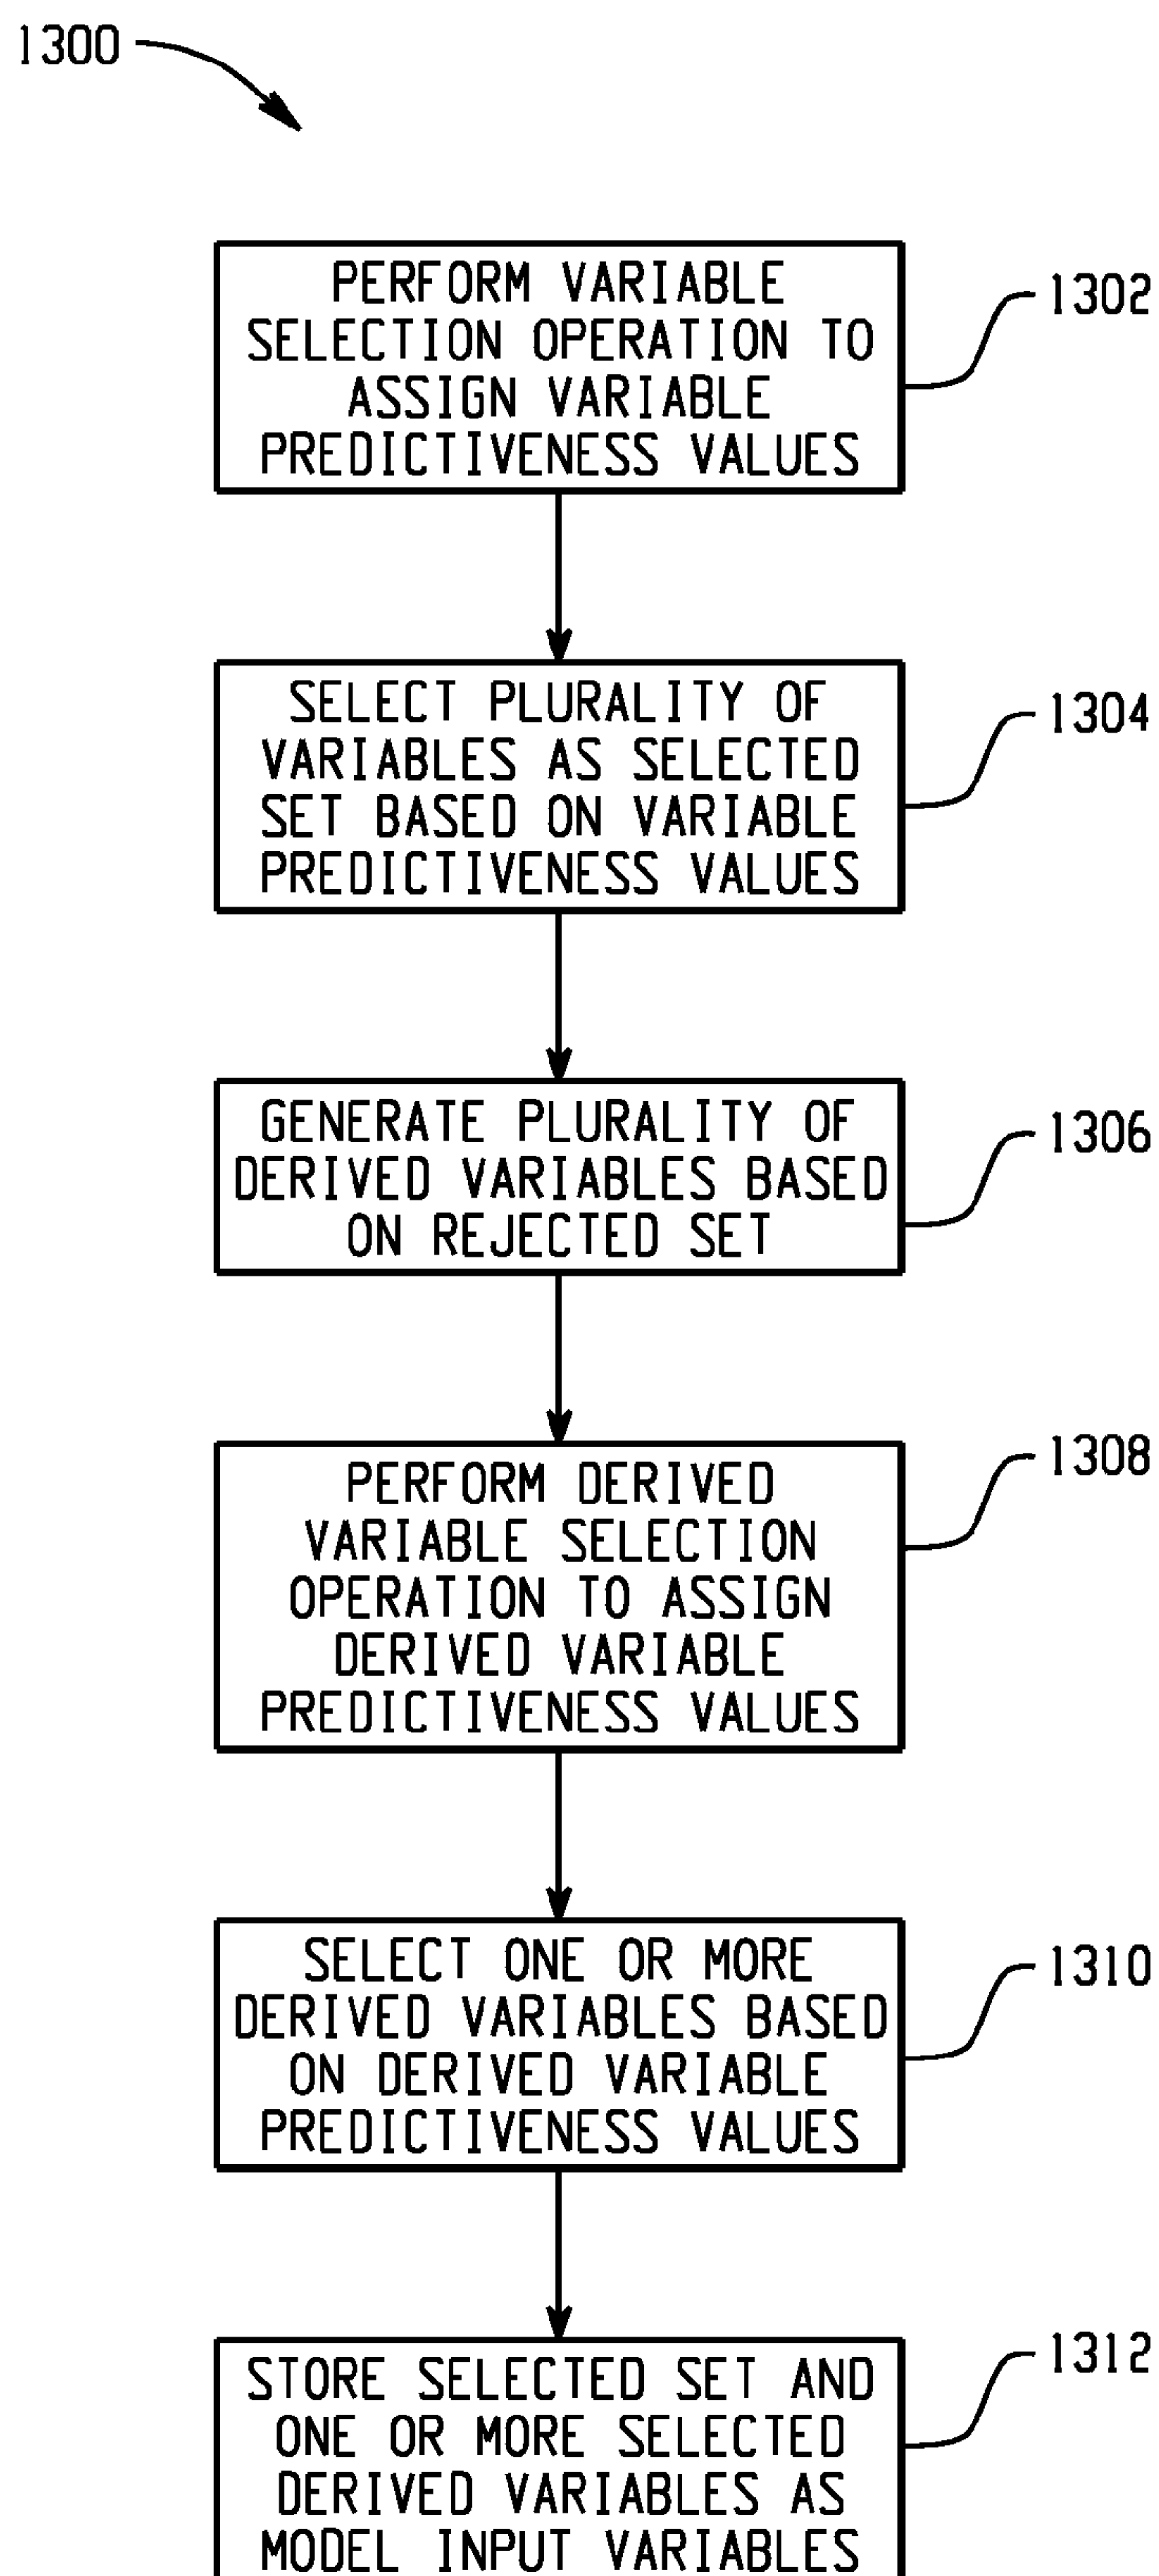 1300
PERFORM VARIABLE
SELECTION OPERATION TO
ASSIGN VARIABLE
PREDICTIVENESS VALUES
1302
SELECT PLURALITY OF
VARIABLES AS SELECTED
SET BASED ON VARIABLE
PREDICTIVENESS VALUES
1304
GENERATE PLURALITY OF
DERIVED VARIABLES BASED
ON REJECTED SET
1306
PERFORM DERIVED
VARIABLE SELECTION
OPERATION TO ASSIGN
DERIVED VARIABLE
PREDICTIVENESS VALUES
1308
SELECT ONE OR MORE
DERIVED VARIABLES BASED
ON DERIVED VARIABLE
PREDICTIVENESS VALUES
1310
STORE SELECTED SET AND
ONE OR MORE SELECTED
DERIVED VARIABLES AS
MODEL INPUT VARIABLES
1312